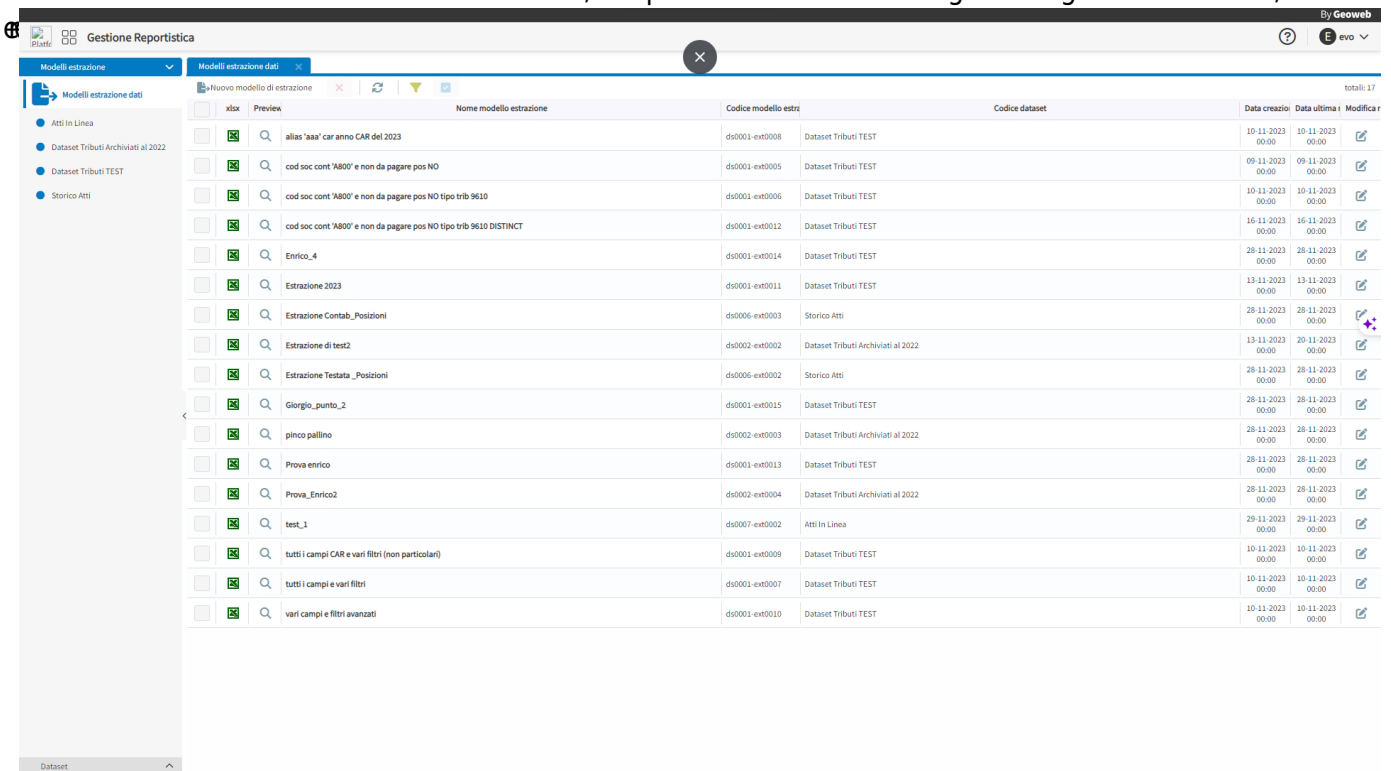 By Geoweb
Gestione Reportistica
E evo
Modelli estrazione
Modelli estrazione dati
Modelli estrazione dati
Nuovo modello di estrazione
totali: 17
Atti In Linea
Dataset Tributi Archiviati al 2022
Dataset Tributi TEST
Storico Atti
xlsx Preview Nome modello estrazione Codice modello estra Codice dataset Data creazio Data ultima Modifica
alias 'aaa' car anno CAR del 2023 ds0001-ext0008 Dataset Tributi TEST 10-11-2023 00:00 10-11-2023 00:00
cod soc cont 'A800' e non da pagare pos NO ds0001-ext0005 Dataset Tributi TEST 09-11-2023 00:00 09-11-2023 00:00
cod soc cont 'A800' e non da pagare pos NO tipo trib 9610 ds0001-ext0006 Dataset Tributi TEST 10-11-2023 00:00 10-11-2023 00:00
cod soc cont 'A800' e non da pagare pos NO tipo trib 9610 DISTINCT ds0001-ext0012 Dataset Tributi TEST 16-11-2023 00:00 16-11-2023 00:00
Enrico_4 ds0001-ext0014 Dataset Tributi TEST 28-11-2023 00:00 28-11-2023 00:00
Estrazione 2023 ds0001-ext0011 Dataset Tributi TEST 13-11-2023 00:00 13-11-2023 00:00
Estrazione Contab_Posizioni ds0006-ext0003 Storico Atti 28-11-2023 00:00 28-11-2023 00:00
Estrazione di test2 ds0002-ext0002 Dataset Tributi Archiviati al 2022 13-11-2023 00:00 20-11-2023 00:00
Estrazione Testata _Posizioni ds0006-ext0002 Storico Atti 28-11-2023 00:00 28-11-2023 00:00
Giorgio_punto_2 ds0001-ext0015 Dataset Tributi TEST 28-11-2023 00:00 28-11-2023 00:00
pinco pallino ds0002-ext0003 Dataset Tributi Archiviati al 2022 28-11-2023 00:00 28-11-2023 00:00
Prova enrico ds0001-ext0013 Dataset Tributi TEST 28-11-2023 00:00 28-11-2023 00:00
Prova_Enrico2 ds0002-ext0004 Dataset Tributi Archiviati al 2022 28-11-2023 00:00 28-11-2023 00:00
test_1 ds0007-ext0002 Atti In Linea 29-11-2023 00:00 29-11-2023 00:00
tutti i campi CAR e vari filtri (non particolari) ds0001-ext0009 Dataset Tributi TEST 10-11-2023 00:00 10-11-2023 00:00
tutti i campi e vari filtri ds0001-ext0007 Dataset Tributi TEST 10-11-2023 00:00 10-11-2023 00:00
vari campi e filtri avanzati ds0001-ext0010 Dataset Tributi TEST 10-11-2023 00:00 10-11-2023 00:00
Dataset